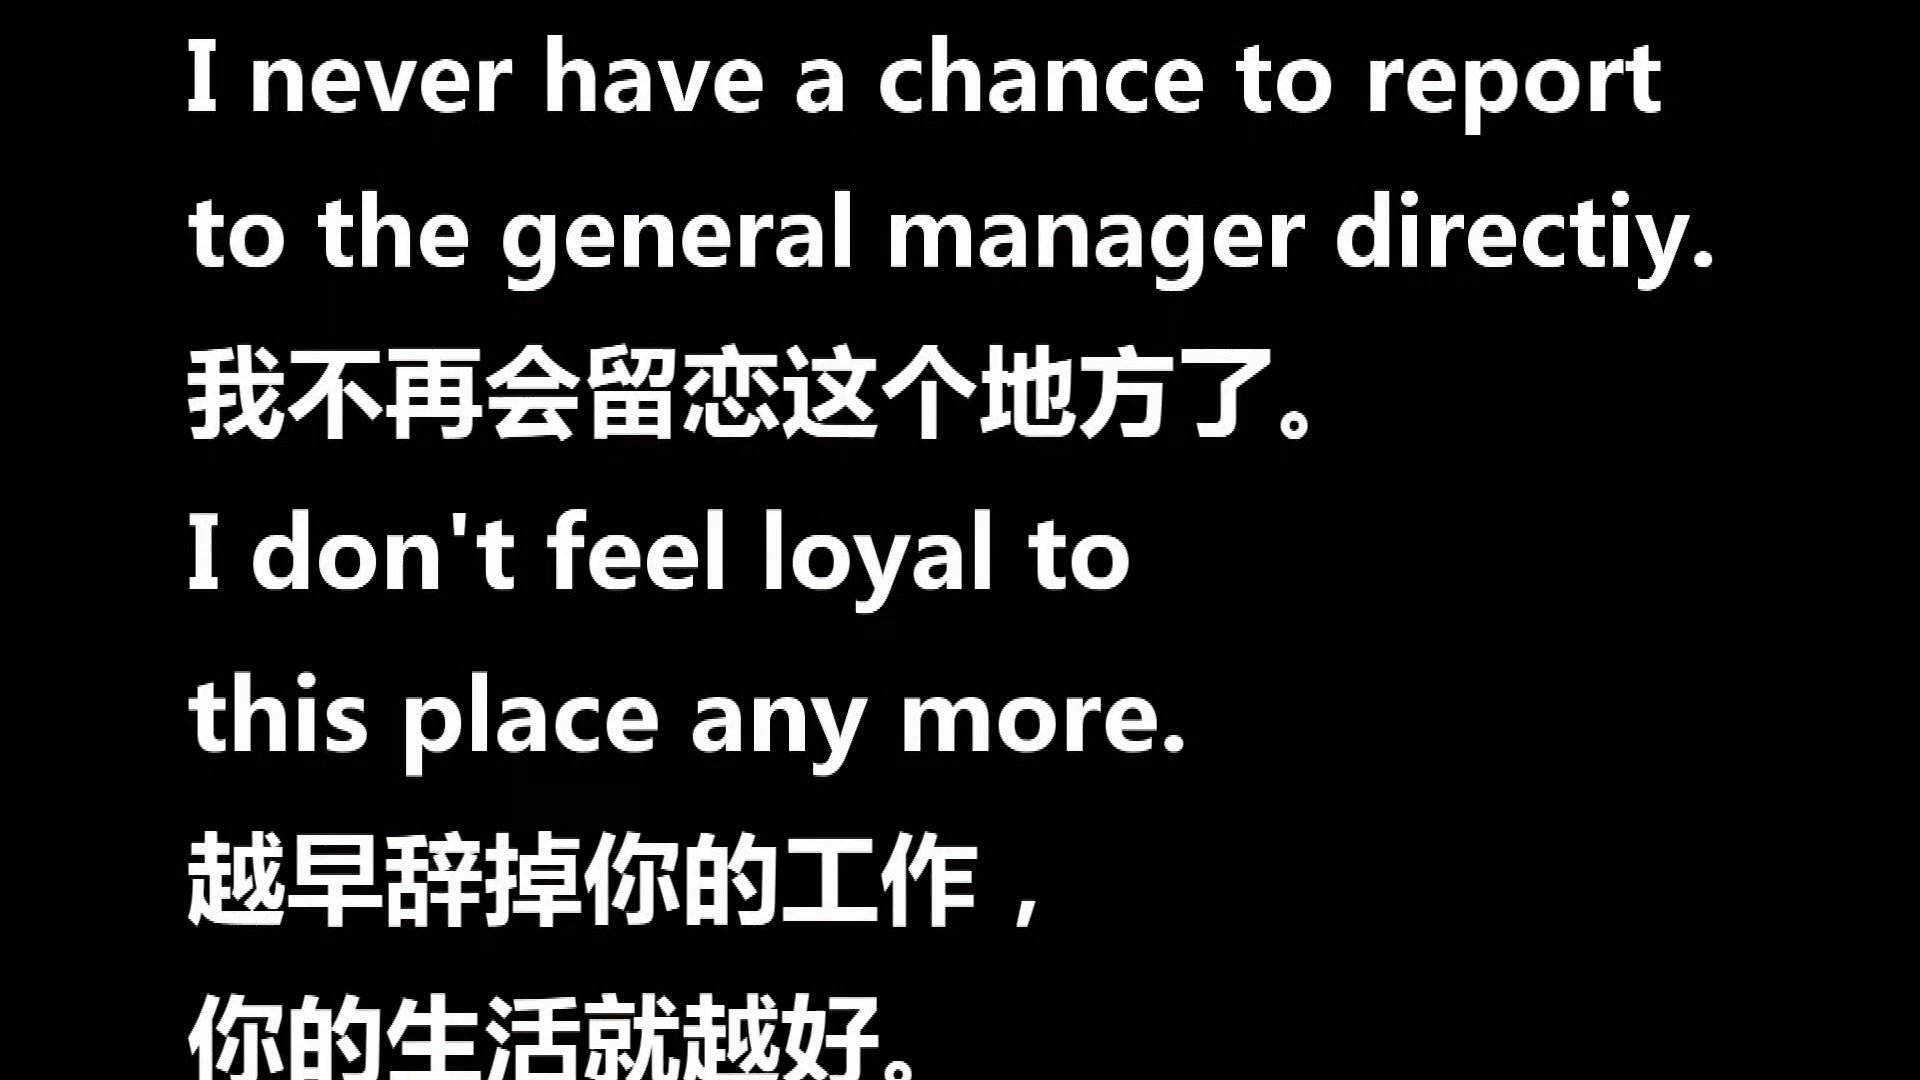 I never have a chance to report
to the general manager directiy.
我不再会留恋这个地方了。
I don't feel loyal to
this place any more.
越早辞掉你的工作，
你的生活就越好。